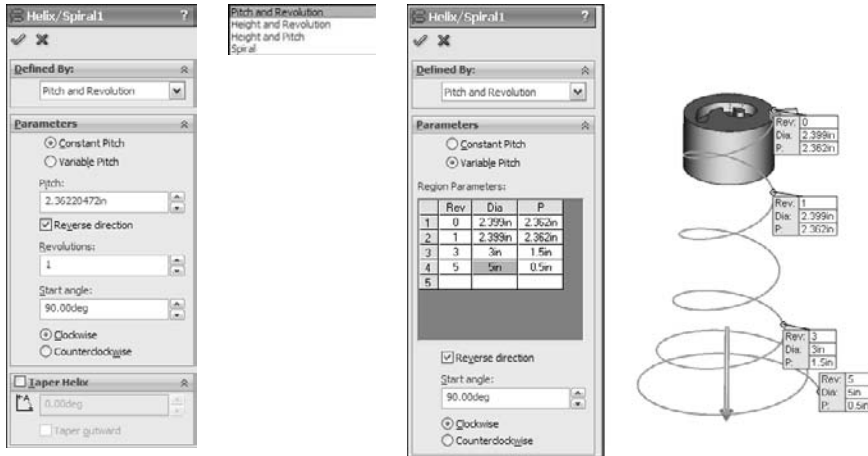 Helix/Spiral1 ?
Defined By:
Pitch and Revolution
Parameters
Constant Pitch
Variable Pitch
Pitch:
2.36220472in
Reverse direction
Revolutions:
1
Start angle:
90.00deg
Clockwise
Counterclockwise
Taper Helix
0.00deg
Taper outward
Pitch and Revolution
Height and Revolution
Height and Pitch
Spiral
Helix/Spiral1 ?
Defined By:
Pitch and Revolution
Parameters
Constant Pitch
Variable Pitch
Region Parameters:
Rev Dia P
1 0 2.399in 2.362in
2 1 2.399in 2.362in
3 3 3in 1.5in
4 5 5in 0.5in
5
Reverse direction
Start angle:
90.00deg
Clockwise
Counterclockwise
Rev: 0
Dia: 2.399in
P: 2.362in
Rev: 1
Dia: 2.399in
P: 2.362in
Rev: 3
Dia: 3in
P: 1.5in
Rev: 5
Dia: 5in
P: 0.5in